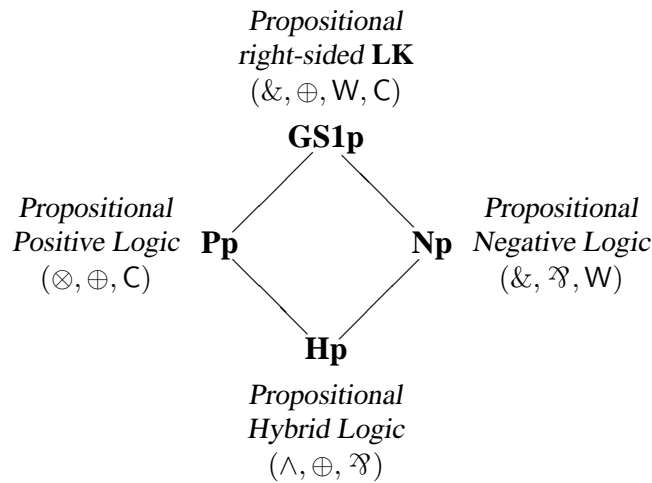 Propositional
right-sided LK
(&, ⊕, W, C)
GS1p
Propositional
Positive Logic
(⊗, ⊕, C)
Pp
Np
Propositional
Negative Logic
(&, ⅋, W)
Hp
Propositional
Hybrid Logic
(∧, ⊕, ⅋)